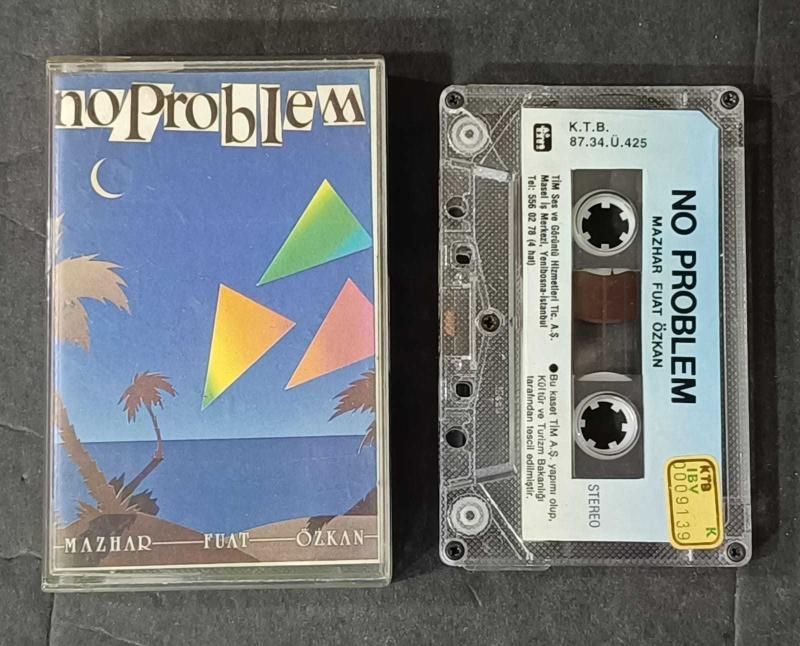 noproblem
MAZHAR FUAT ÖZKAN
K.T.B.
87.34.Ü.425
NO PROBLEM
MAZHAR FUAT ÖZKAN
TİM Ses ve Görüntü Hizmetleri Tic. A.Ş.
Masel İş Merkezi, Yenibosna-İstanbul
Tel: 556 02 78 (4 hat)
● Bu kaset TİM A.Ş. yapımı olup,
Kültür ve Turizm Bakanlığı
tarafından tescil edilmiştir.
STEREO
KTB K
IBV
0009139